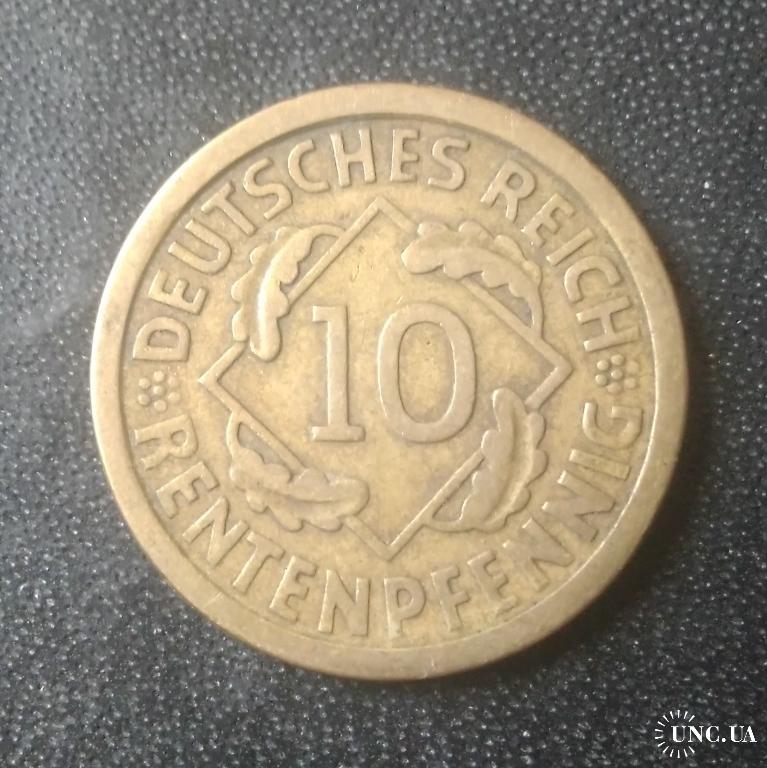 DEUTSCHES REICH
10
RENTENPFENNIG
UNC.UA